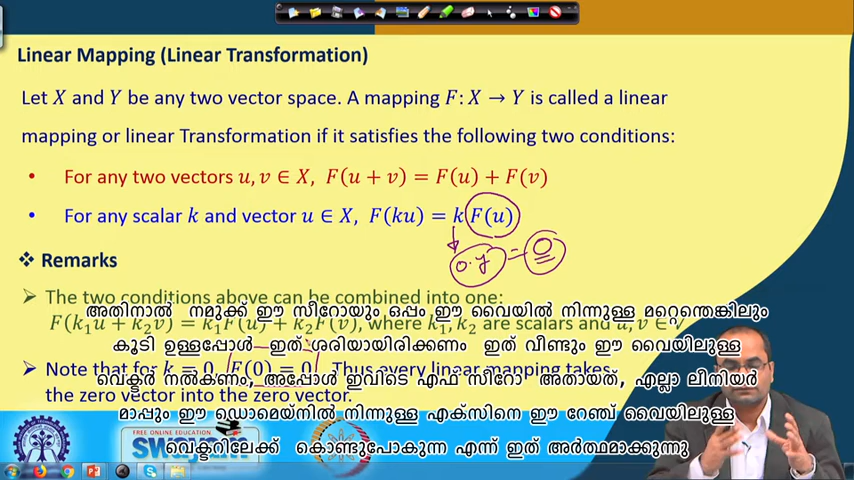 Linear Mapping (Linear Transformation)
Let X and Y be any two vector space. A mapping F: X → Y is called a linear
mapping or linear Transformation if it satisfies the following two conditions:
• For any two vectors u, v ∈ X, F(u + v) = F(u) + F(v)
• For any scalar k and vector u ∈ X, F(ku) = k F(u)
0·y = 0
❖ Remarks
➢ The two conditions above can be combined into one:
അതിനാൽ നമുക്ക് ഈ സീറോയും ഒപ്പം ഈ വൈയിൽ നിന്നുള്ള മറ്റെന്തെങ്കിലും
F(k₁u + k₂v) = k₁F(u) + k₂F(v), where k₁, k₂ are scalars and u, v ∈ V
കൂടി ഉള്ളപ്പോൾ ഇത് ശരിയായിരിക്കണം ഇത് വീണ്ടും ഈ വൈയിലുള്ള
➢ Note that for k = 0, F(0) = 0. Thus every linear mapping takes
വെക്ടർ നൽകണം, അപ്പോൾ ഇവിടെ എഫ് സീറോ അതായത്, എല്ലാ ലീനിയർ
the zero vector into the zero vector.
മാപ്പും ഈ ഡൊമെയ്നിൽ നിന്നുള്ള എക്സിനെ ഈ റേഞ്ച് വൈയിലുള്ള
FREE ONLINE EDUCATION
swayam
വെക്ടറിലേക്ക് കൊണ്ടുപോകുന്നു എന്ന് ഇത് അർത്ഥമാക്കുന്നു